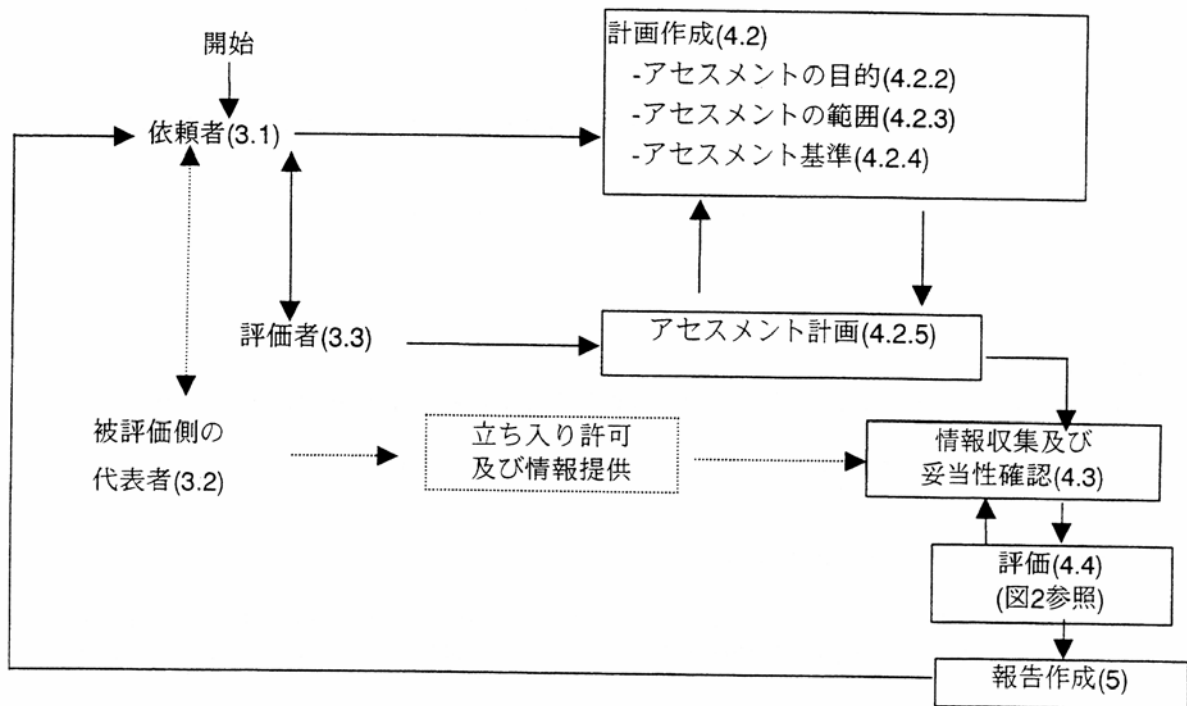 開始
依頼者(3.1)
計画作成(4.2)
-アセスメントの目的(4.2.2)
-アセスメントの範囲(4.2.3)
-アセスメント基準(4.2.4)
評価者(3.3)
アセスメント計画(4.2.5)
被評価側の
代表者(3.2)
立ち入り許可
及び情報提供
情報収集及び
妥当性確認(4.3)
評価(4.4)
(図2参照)
報告作成(5)